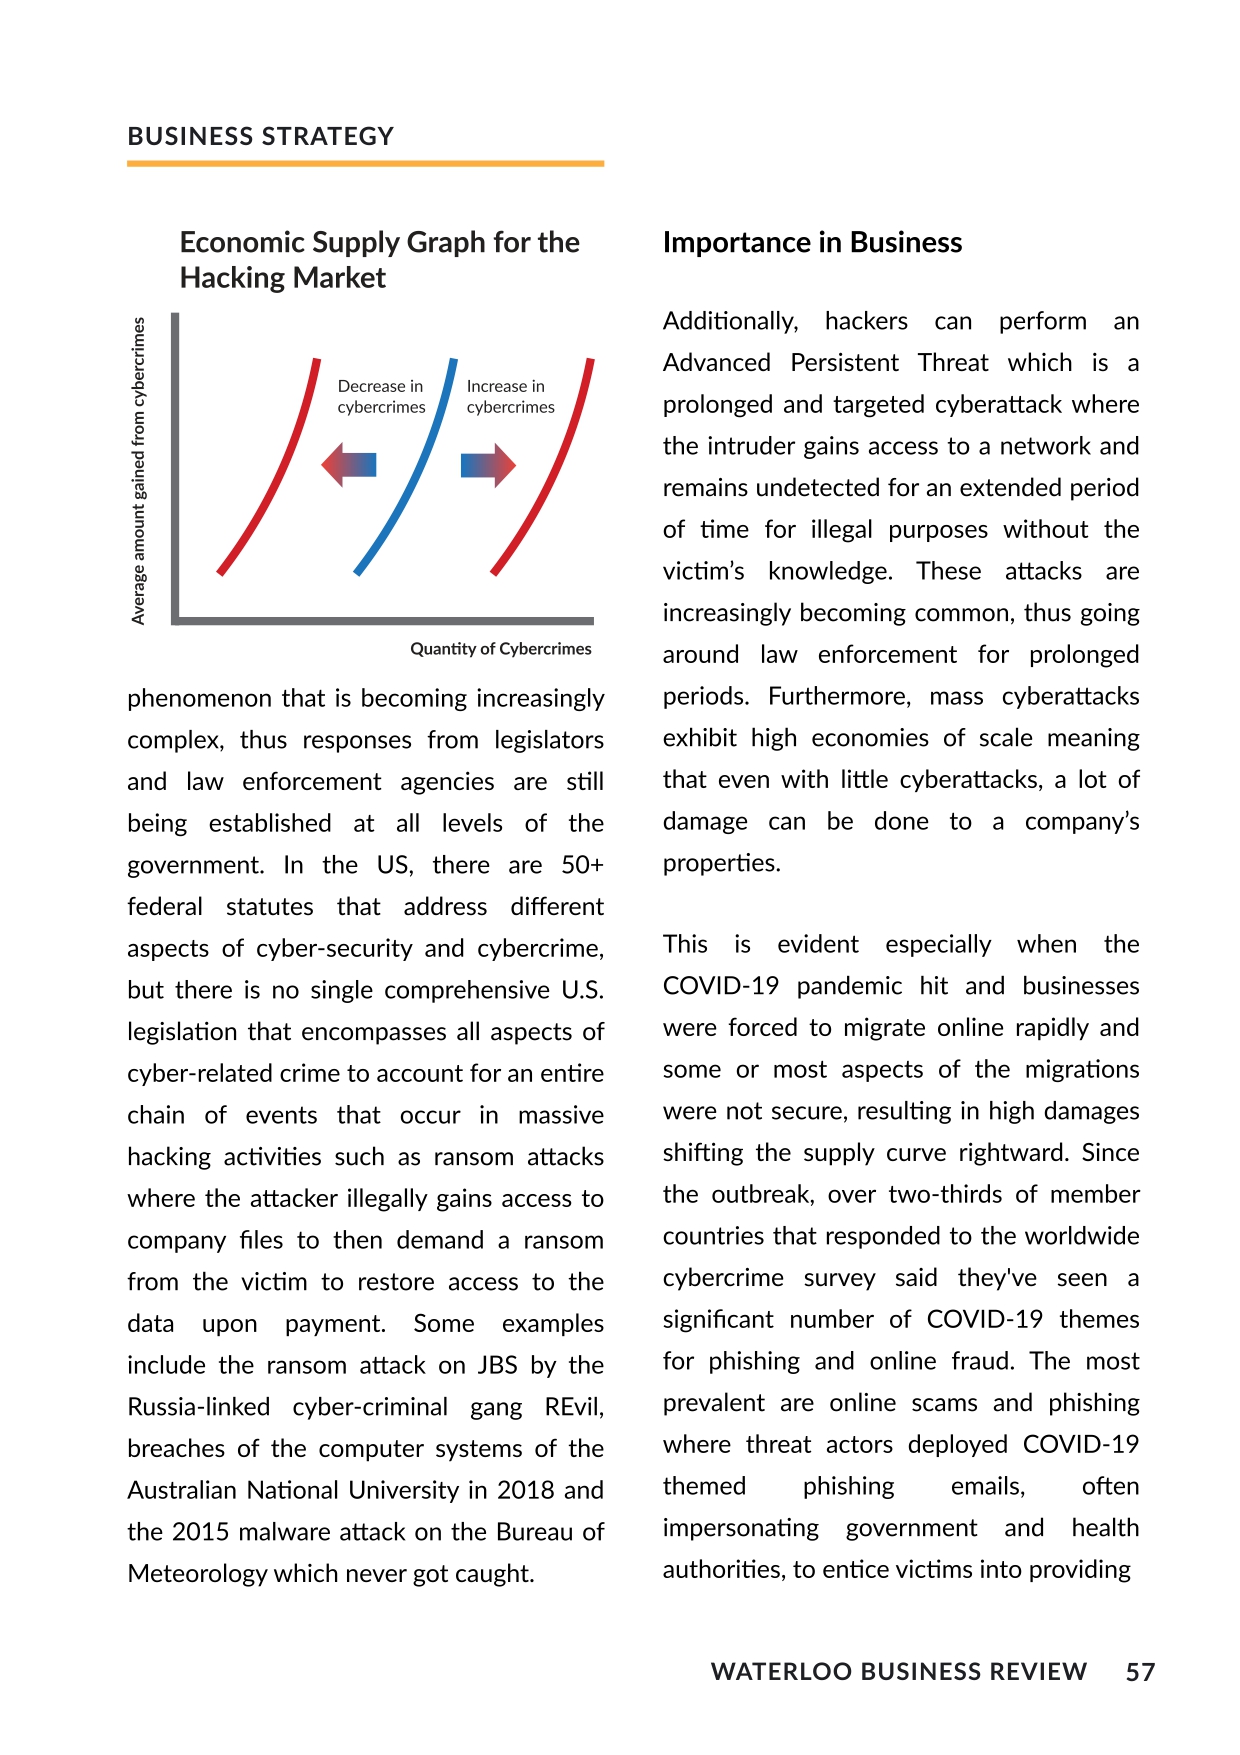 BUSINESS STRATEGY
Economic Supply Graph for the
Hacking Market
Average amount gained from cybercrimes
Decrease in
cybercrimes
Increase in
cybercrimes
Quantity of Cybercrimes
phenomenon that is becoming increasingly
complex, thus responses from legislators
and law enforcement agencies are still
being established at all levels of the
government. In the US, there are 50+
federal statutes that address different
aspects of cyber-security and cybercrime,
but there is no single comprehensive U.S.
legislation that encompasses all aspects of
cyber-related crime to account for an entire
chain of events that occur in massive
hacking activities such as ransom attacks
where the attacker illegally gains access to
company files to then demand a ransom
from the victim to restore access to the
data upon payment. Some examples
include the ransom attack on JBS by the
Russia-linked cyber-criminal gang REvil,
breaches of the computer systems of the
Australian National University in 2018 and
the 2015 malware attack on the Bureau of
Meteorology which never got caught.
Importance in Business
Additionally, hackers can perform an
Advanced Persistent Threat which is a
prolonged and targeted cyberattack where
the intruder gains access to a network and
remains undetected for an extended period
of time for illegal purposes without the
victim’s knowledge. These attacks are
increasingly becoming common, thus going
around law enforcement for prolonged
periods. Furthermore, mass cyberattacks
exhibit high economies of scale meaning
that even with little cyberattacks, a lot of
damage can be done to a company’s
properties.
This is evident especially when the
COVID-19 pandemic hit and businesses
were forced to migrate online rapidly and
some or most aspects of the migrations
were not secure, resulting in high damages
shifting the supply curve rightward. Since
the outbreak, over two-thirds of member
countries that responded to the worldwide
cybercrime survey said they've seen a
significant number of COVID-19 themes
for phishing and online fraud. The most
prevalent are online scams and phishing
where threat actors deployed COVID-19
themed phishing emails, often
impersonating government and health
authorities, to entice victims into providing
WATERLOO BUSINESS REVIEW 57